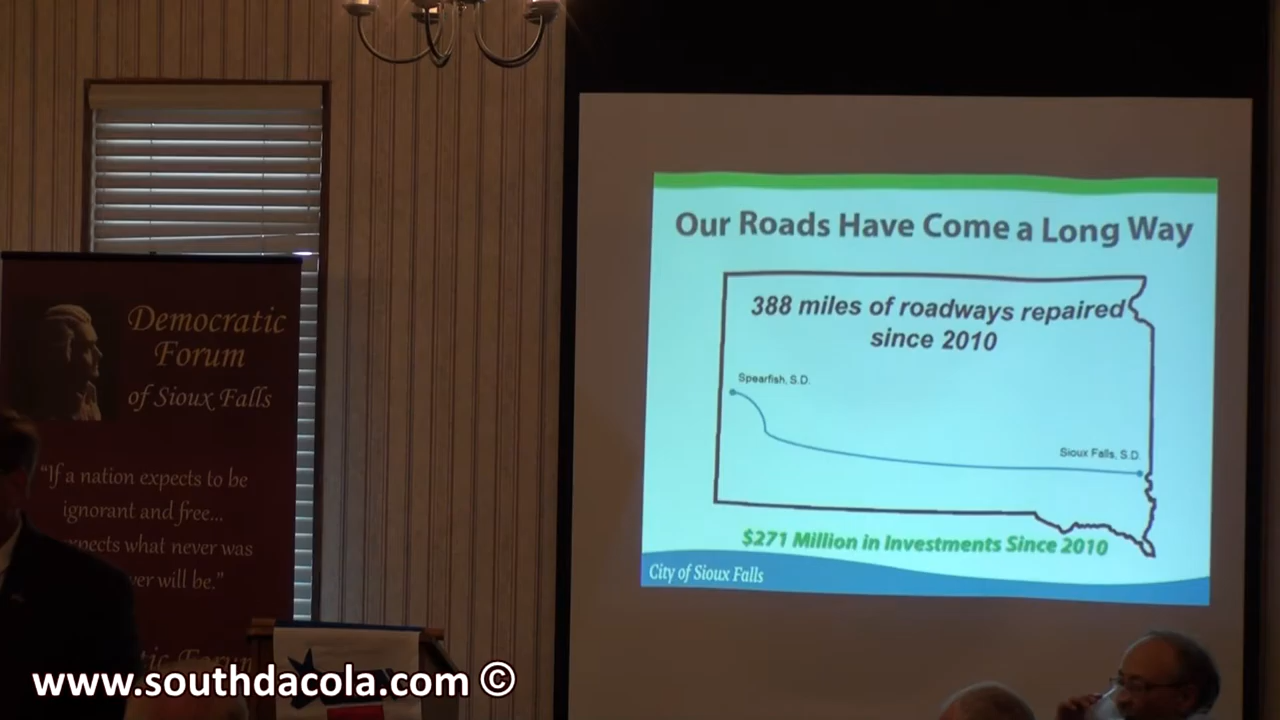 Our Roads Have Come a Long Way
388 miles of roadways repaired
since 2010
Spearfish, S.D.
Sioux Falls, S.D.
$271 Million in Investments Since 2010
City of Sioux Falls
Democratic
Forum
of Sioux Falls
"If a nation expects to be
ignorant and free...
what never was
will be."
www.southdacola.com ©